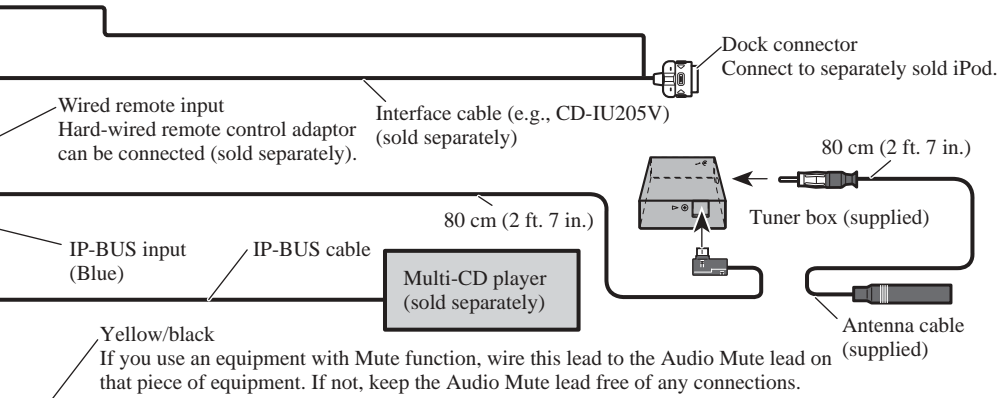 Dock connector
Connect to separately sold iPod.
Wired remote input
Hard-wired remote control adaptor
can be connected (sold separately).
Interface cable (e.g., CD-IU205V)
(sold separately)
80 cm (2 ft. 7 in.)
80 cm (2 ft. 7 in.)
Tuner box (supplied)
IP-BUS input
(Blue)
IP-BUS cable
Multi-CD player
(sold separately)
Antenna cable
(supplied)
Yellow/black
If you use an equipment with Mute function, wire this lead to the Audio Mute lead on
that piece of equipment. If not, keep the Audio Mute lead free of any connections.